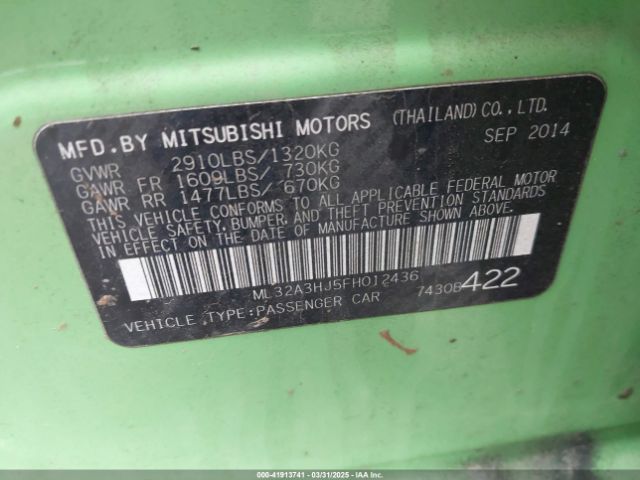 MFD.BY MITSUBISHI MOTORS (THAILAND)CO.,LTD.
SEP 2014
GVWR 2910LBS/1320KG
GAWR FR 1609LBS/ 730KG
GAWR RR 1477LBS/ 670KG
THIS VEHICLE CONFORMS TO ALL APPLICABLE FEDERAL MOTOR
VEHICLE SAFETY, BUMPER, AND THEFT PREVENTION STANDARDS
IN EFFECT ON THE DATE OF MANUFACTURE SHOWN ABOVE.
ML32A3HJ5FH012436
7430B 422
VEHICLE TYPE:PASSENGER CAR
000-41913741 - 03/31/2025 - IAAI.com